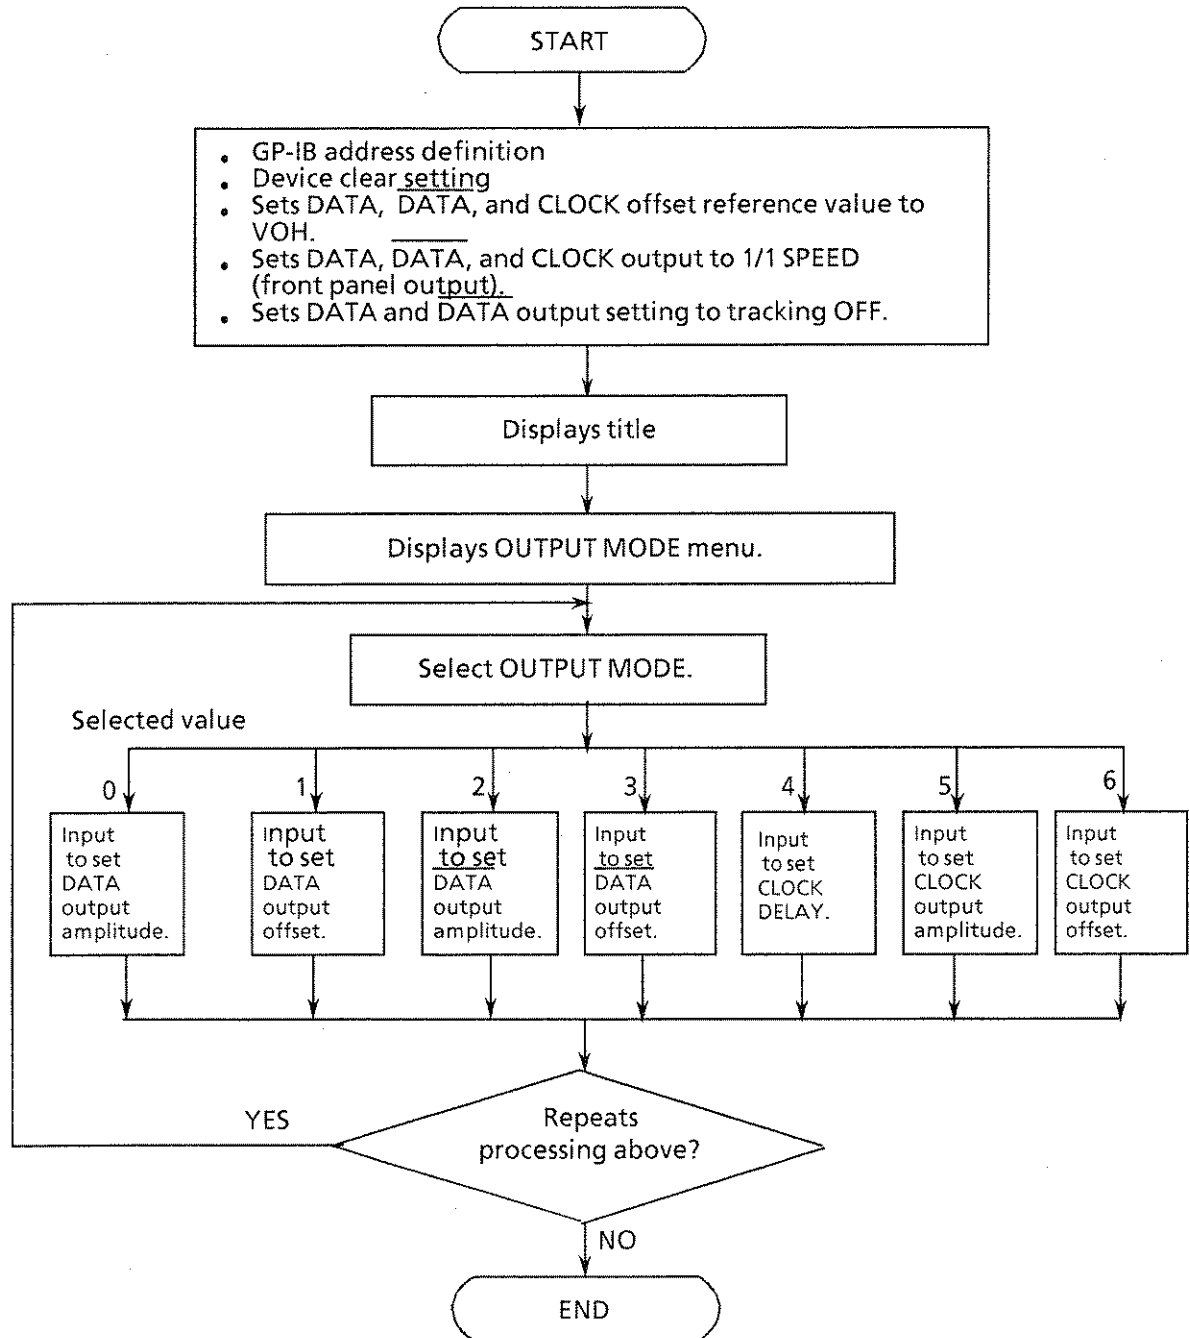 START
• GP-IB address definition
• Device clear setting
• Sets DATA, D̅A̅T̅A̅, and CLOCK offset reference value to
VOH.
• Sets DATA, D̅A̅T̅A̅, and CLOCK output to 1/1 SPEED
(front panel output).
• Sets DATA and D̅A̅T̅A̅ output setting to tracking OFF.
Displays title
Displays OUTPUT MODE menu.
Select OUTPUT MODE.
Selected value
0
1
2
3
4
5
6
Input
to set
DATA
output
amplitude.
Input
to set
DATA
output
offset.
Input
to set
D̅A̅T̅A̅
output
amplitude.
Input
to set
D̅A̅T̅A̅
output
offset.
Input
to set
CLOCK
DELAY.
Input
to set
CLOCK
output
amplitude.
Input
to set
CLOCK
output
offset.
YES
Repeats
processing above?
NO
END